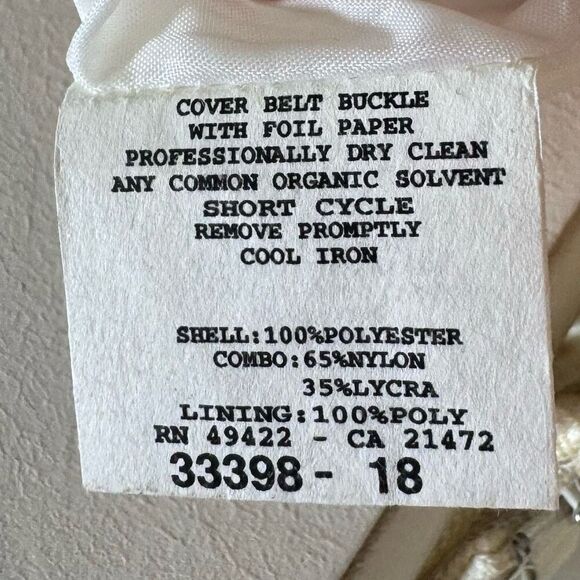 COVER BELT BUCKLE
WITH FOIL PAPER
PROFESSIONALLY DRY CLEAN
ANY COMMON ORGANIC SOLVENT
SHORT CYCLE
REMOVE PROMPTLY
COOL IRON
SHELL:100%POLYESTER
COMBO:65%NYLON
35%LYCRA
LINING:100%POLY
RN 49422 - CA 21472
33398- 18